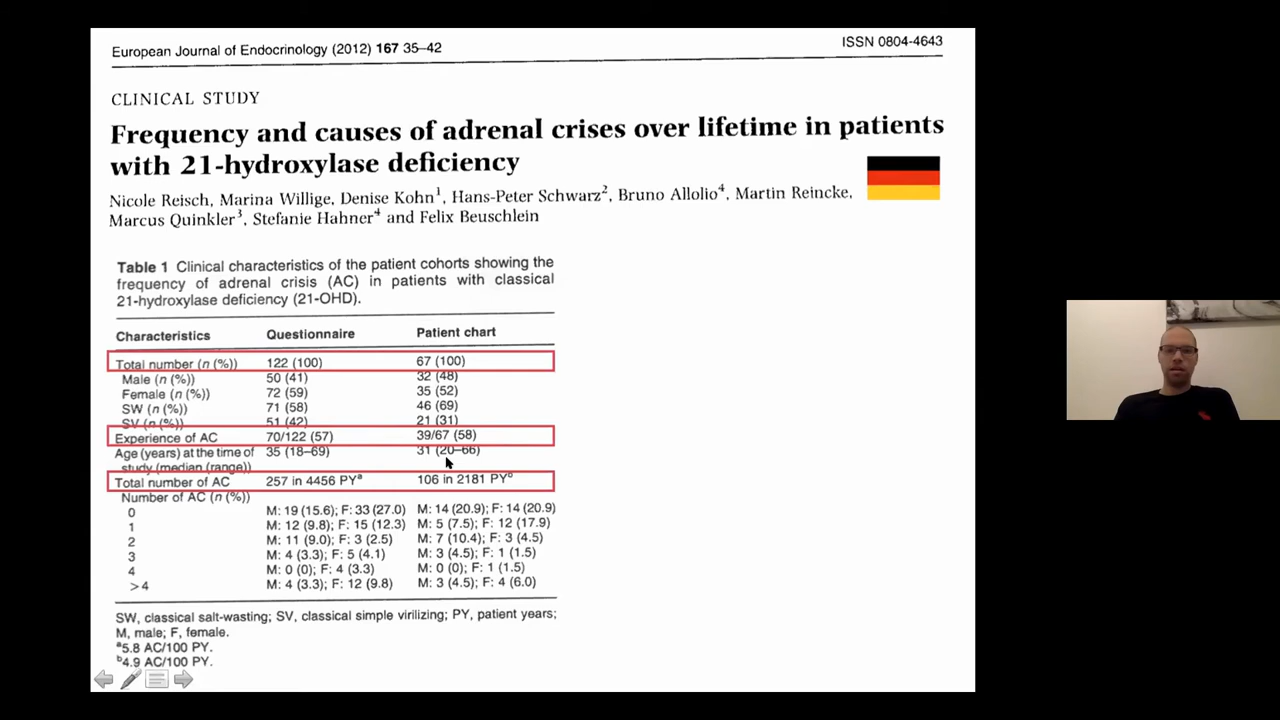 European Journal of Endocrinology (2012) 167 35–42
ISSN 0804-4643
CLINICAL STUDY
Frequency and causes of adrenal crises over lifetime in patients
with 21-hydroxylase deficiency
Nicole Reisch, Marina Willige, Denise Kohn1, Hans-Peter Schwarz2, Bruno Allolio4, Martin Reincke,
Marcus Quinkler3, Stefanie Hahner4 and Felix Beuschlein
Table 1 Clinical characteristics of the patient cohorts showing the
frequency of adrenal crisis (AC) in patients with classical
21-hydroxylase deficiency (21-OHD).
Characteristics Questionnaire Patient chart
Total number (n (%)) 122 (100) 67 (100)
Male (n (%)) 50 (41) 32 (48)
Female (n (%)) 72 (59) 35 (52)
SW (n (%)) 71 (58) 46 (69)
SV (n (%)) 51 (42) 21 (31)
Experience of AC 70/122 (57) 39/67 (58)
Age (years) at the time of 35 (18–69) 31 (20–66)
study (median (range))
Total number of AC 257 in 4456 PYa 106 in 2181 PYb
Number of AC (n (%))
0 M: 19 (15.6); F: 33 (27.0) M: 14 (20.9); F: 14 (20.9)
1 M: 12 (9.8); F: 15 (12.3) M: 5 (7.5); F: 12 (17.9)
2 M: 11 (9.0); F: 3 (2.5) M: 7 (10.4); F: 3 (4.5)
3 M: 4 (3.3); F: 5 (4.1) M: 3 (4.5); F: 1 (1.5)
4 M: 0 (0); F: 4 (3.3) M: 0 (0); F: 1 (1.5)
>4 M: 4 (3.3); F: 12 (9.8) M: 3 (4.5); F: 4 (6.0)
SW, classical salt-wasting; SV, classical simple virilizing; PY, patient years;
M, male; F, female.
a5.8 AC/100 PY.
b4.9 AC/100 PY.